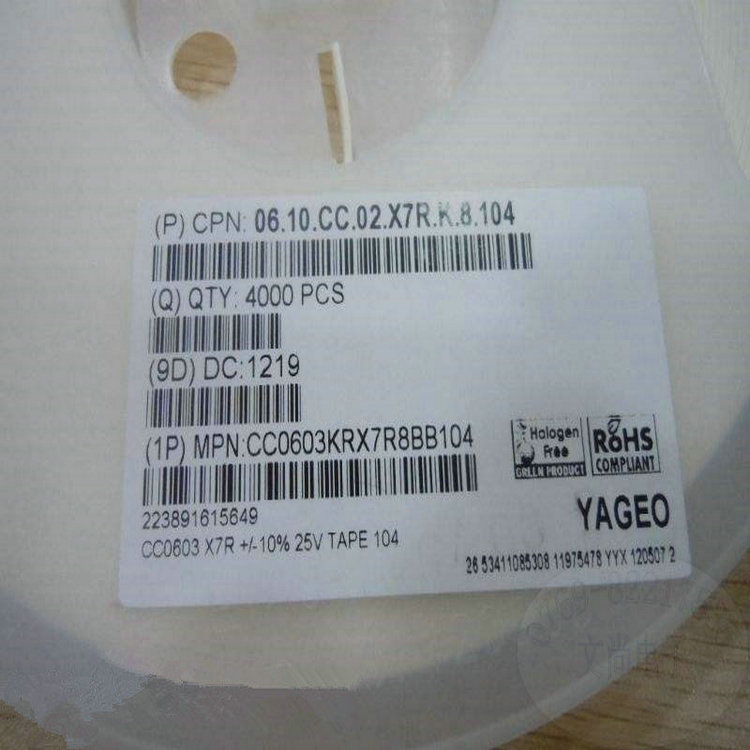 (P) CPN: 06.10.CC.02.X7R.K.8.104
(Q) QTY: 4000 PCS
(9D) DC:1219
(1P) MPN:CC0603KRX7R8BB104
Halogen
Free
GREEN PRODUCT
RoHS
COMPLIANT
223891615649
YAGEO
CC0603 X7R +/-10% 25V TAPE 104
26 53411085308 11975478 YYX 120507 2